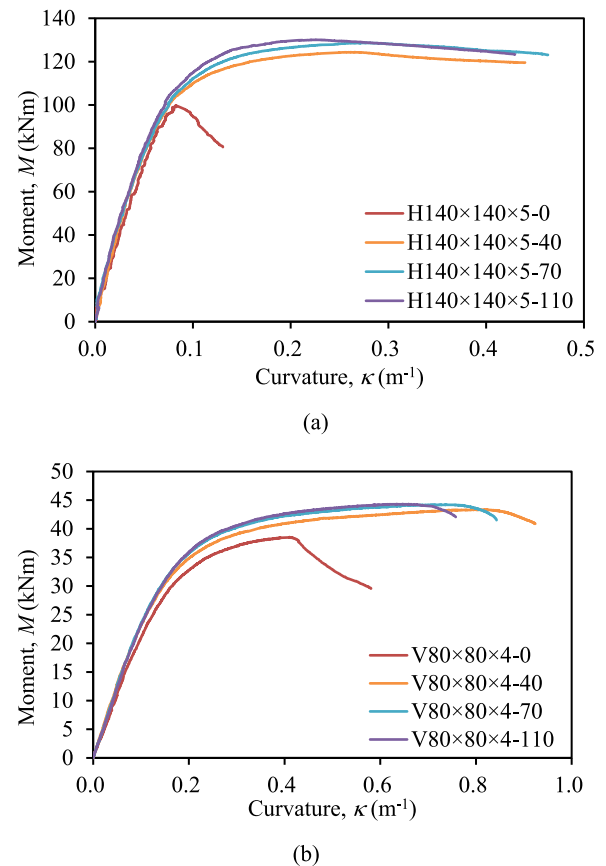 140
120
100
80
60
40
20
0
Moment, M (kNm)
H140×140×5-0
H140×140×5-40
H140×140×5-70
H140×140×5-110
0.0 0.1 0.2 0.3 0.4 0.5
Curvature, κ (m-1)
(a)
50
45
40
35
30
25
20
15
10
5
0
Moment, M (kNm)
V80×80×4-0
V80×80×4-40
V80×80×4-70
V80×80×4-110
0.0 0.2 0.4 0.6 0.8 1.0
Curvature, κ (m-1)
(b)